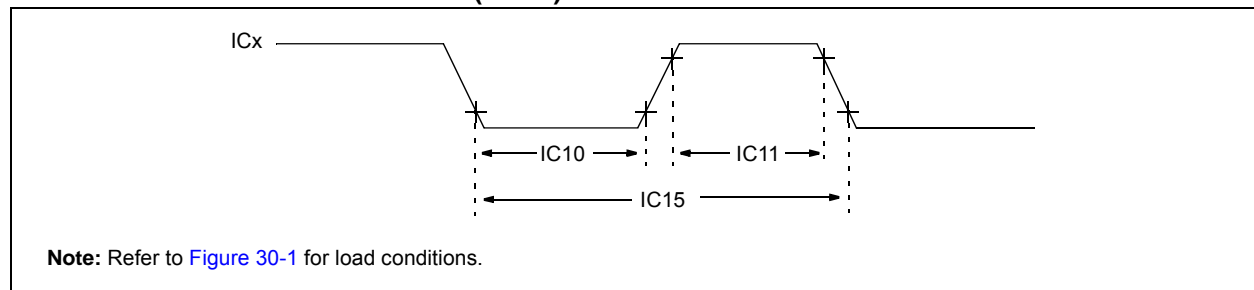 ICx
IC10
IC11
IC15
Note: Refer to Figure 30-1 for load conditions.